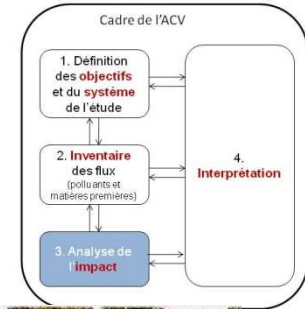 Cadre de l'ACV
1. Définition
des objectifs
et du système
de l'étude
2. Inventaire
des flux
(polluants et
matières premières)
3. Analyse de
l'impact
4.
Interprétation